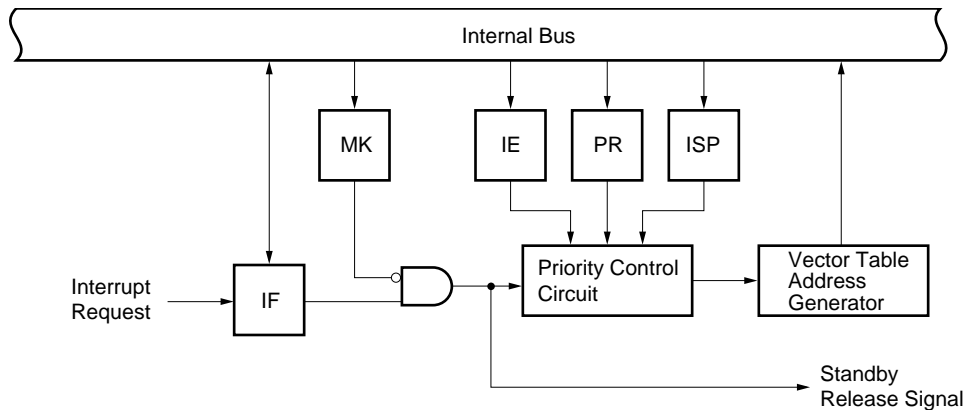 Internal Bus
MK
IE
PR
ISP
Interrupt
Request
IF
Priority Control
Circuit
Vector Table
Address
Generator
Standby
Release Signal